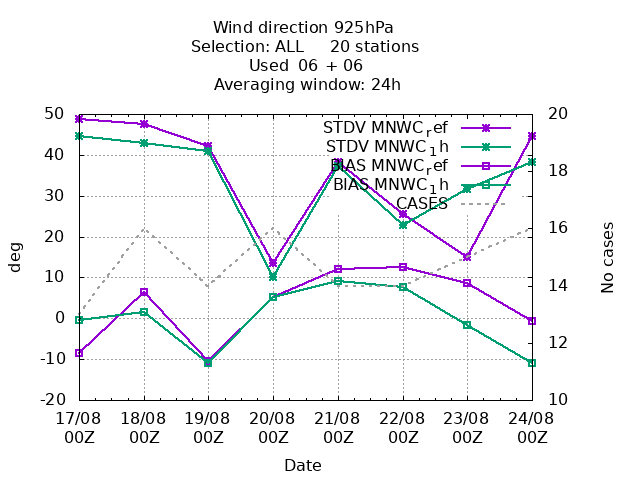 Wind direction 925hPa
Selection: ALL 20 stations
Used 06 + 06
Averaging window: 24h
50 20
STDV MNWC_ref
STDV MNWC_1h
BIAS MNWC_ref
BIAS MNWC_1h
CASES
40
30
20
10
0
-10
-20
18
16
14
12
10
deg
No cases
17/08 18/08 19/08 20/08 21/08 22/08 23/08 24/08
00Z 00Z 00Z 00Z 00Z 00Z 00Z 00Z
Date